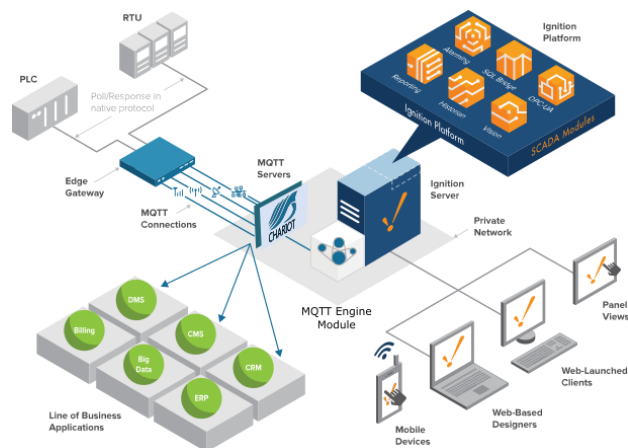 RTU
PLC
Poll/Response in
native protocol
Edge
Gateway
MQTT
Connections
MQTT
Servers
CHARIOT
Ignition
Platform
Alarming
SQL Bridge
OPC-UA
Reporting
Historian
Vision
Ignition Platform
SCADA Modules
Ignition
Server
Private
Network
MQTT Engine
Module
DMS
Billing
CMS
Big
Data
CRM
ERP
Line of Business
Applications
Panel
Views
Web-Launched
Clients
Web-Based
Designers
Mobile
Devices